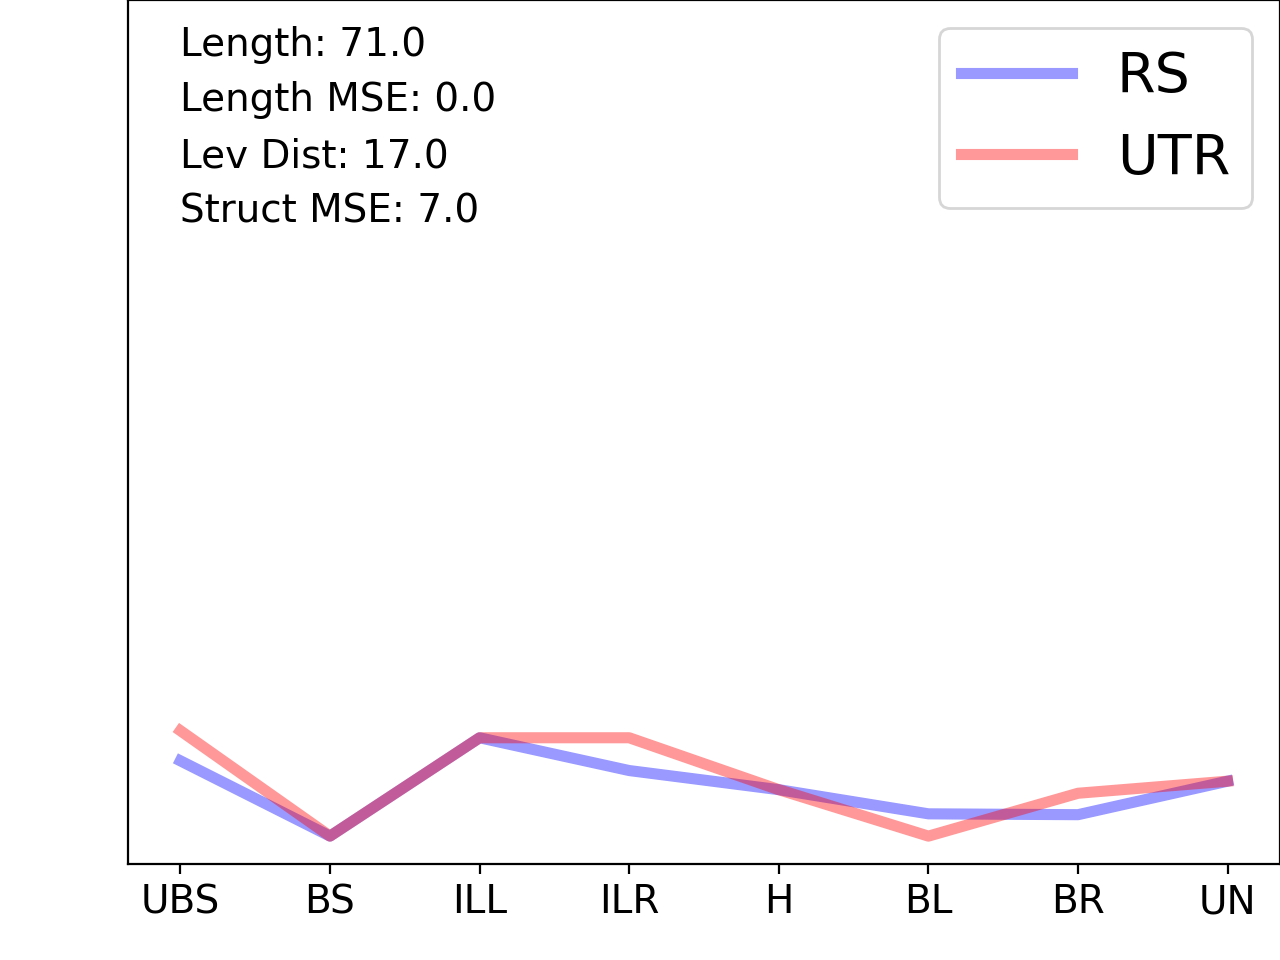 Length: 71.0
Length MSE: 0.0
Lev Dist: 17.0
Struct MSE: 7.0
RS
UTR
UBS BS ILL ILR H BL BR UN